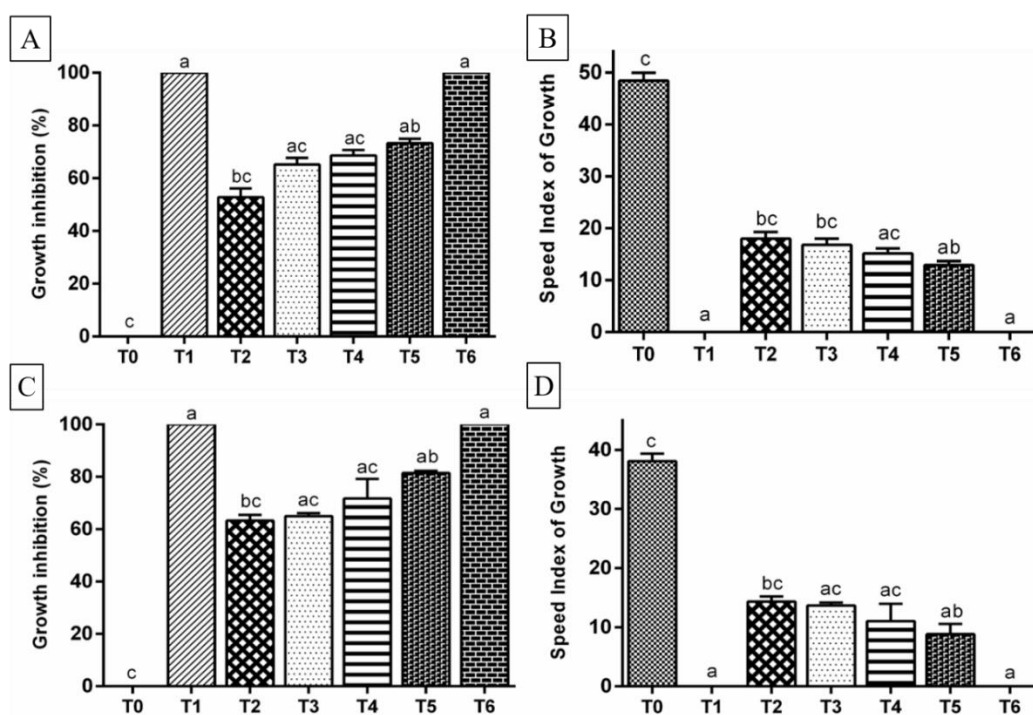 A
Growth inhibition (%)
100
80
60
40
20
0
c
a
bc
ac
ac
ab
a
T0 T1 T2 T3 T4 T5 T6
B
Speed Index of Growth
50
40
30
20
10
0
c
a
bc
bc
ac
ab
a
T0 T1 T2 T3 T4 T5 T6
C
Growth inhibition (%)
100
80
60
40
20
0
c
a
bc
ac
ac
ab
a
T0 T1 T2 T3 T4 T5 T6
D
Speed Index of Growth
40
30
20
10
0
c
a
bc
ac
ac
ab
a
T0 T1 T2 T3 T4 T5 T6